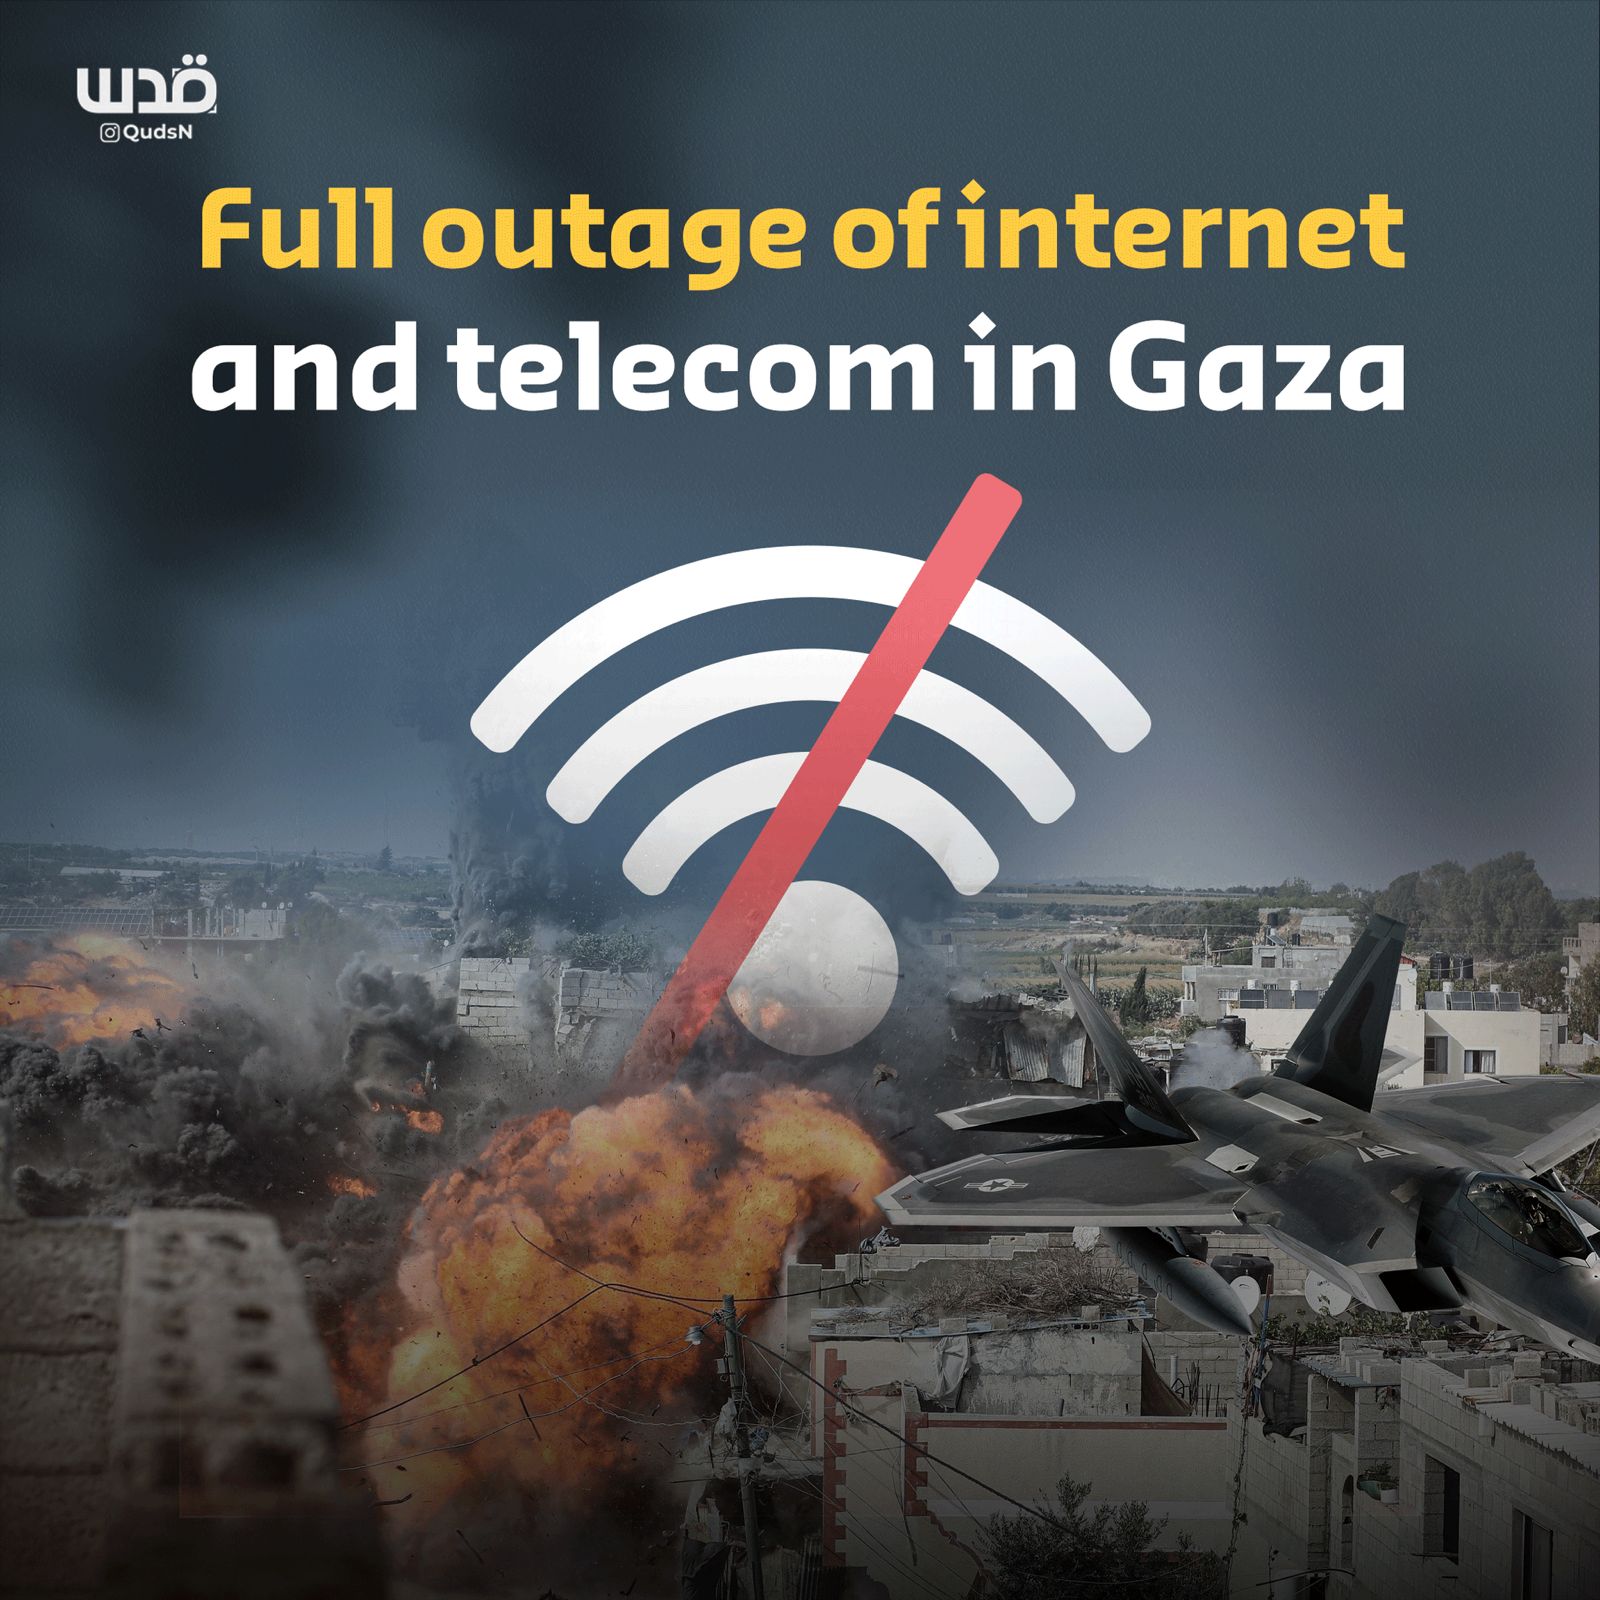 قدس
QudsN
Full outage of internet
and telecom in Gaza